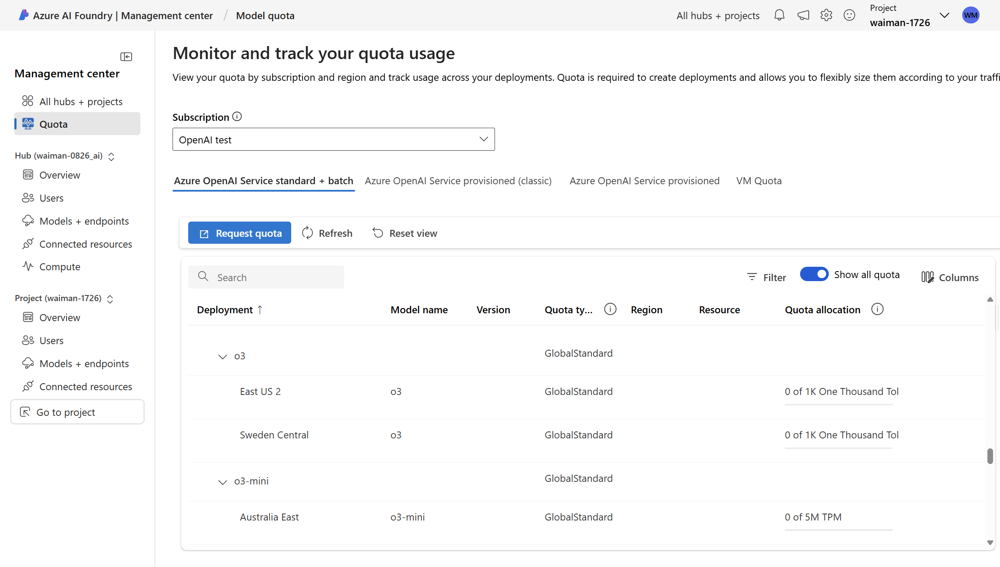 Azure AI Foundry | Management center / Model quota
All hubs + projects
Project
waiman-1726
WM
Management center
All hubs + projects
Quota
Hub (waiman-0826_ai)
Overview
Users
Models + endpoints
Connected resources
Compute
Project (waiman-1726)
Overview
Users
Models + endpoints
Connected resources
Go to project
Monitor and track your quota usage
View your quota by subscription and region and track usage across your deployments. Quota is required to create deployments and allows you to flexibly size them according to your traffi
Subscription
OpenAI test
Azure OpenAI Service standard + batch Azure OpenAI Service provisioned (classic) Azure OpenAI Service provisioned VM Quota
Request quota Refresh Reset view
Search Filter Show all quota Columns
Deployment ↑ Model name Version Quota ty... Region Resource Quota allocation
o3 GlobalStandard
East US 2 o3 GlobalStandard 0 of 1K One Thousand Tol
Sweden Central o3 GlobalStandard 0 of 1K One Thousand Tol
o3-mini GlobalStandard
Australia East o3-mini GlobalStandard 0 of 5M TPM